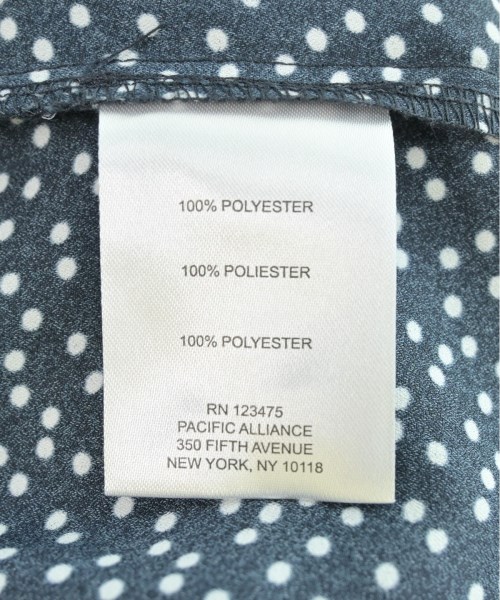 100% POLYESTER
100% POLIESTER
100% POLYESTER
RN 123475
PACIFIC ALLIANCE
350 FIFTH AVENUE
NEW YORK, NY 10118